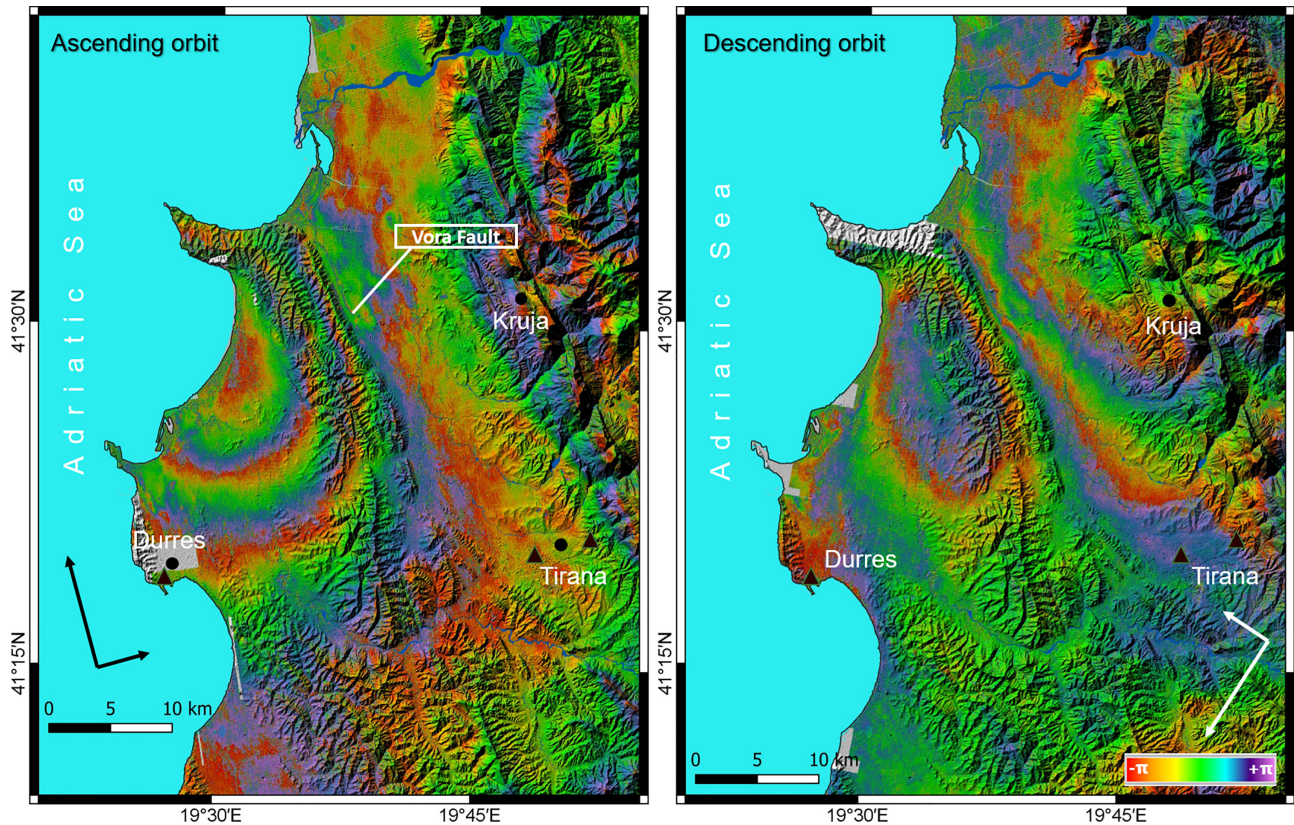 Ascending orbit
Adriatic Sea
Vora Fault
Kruja
Durres
Tirana
0 5 10 km
41°30'N
41°15'N
19°30'E
19°45'E
Descending orbit
Adriatic Sea
Kruja
Durres
Tirana
0 5 10 km
-π +π
41°30'N
41°15'N
19°30'E
19°45'E